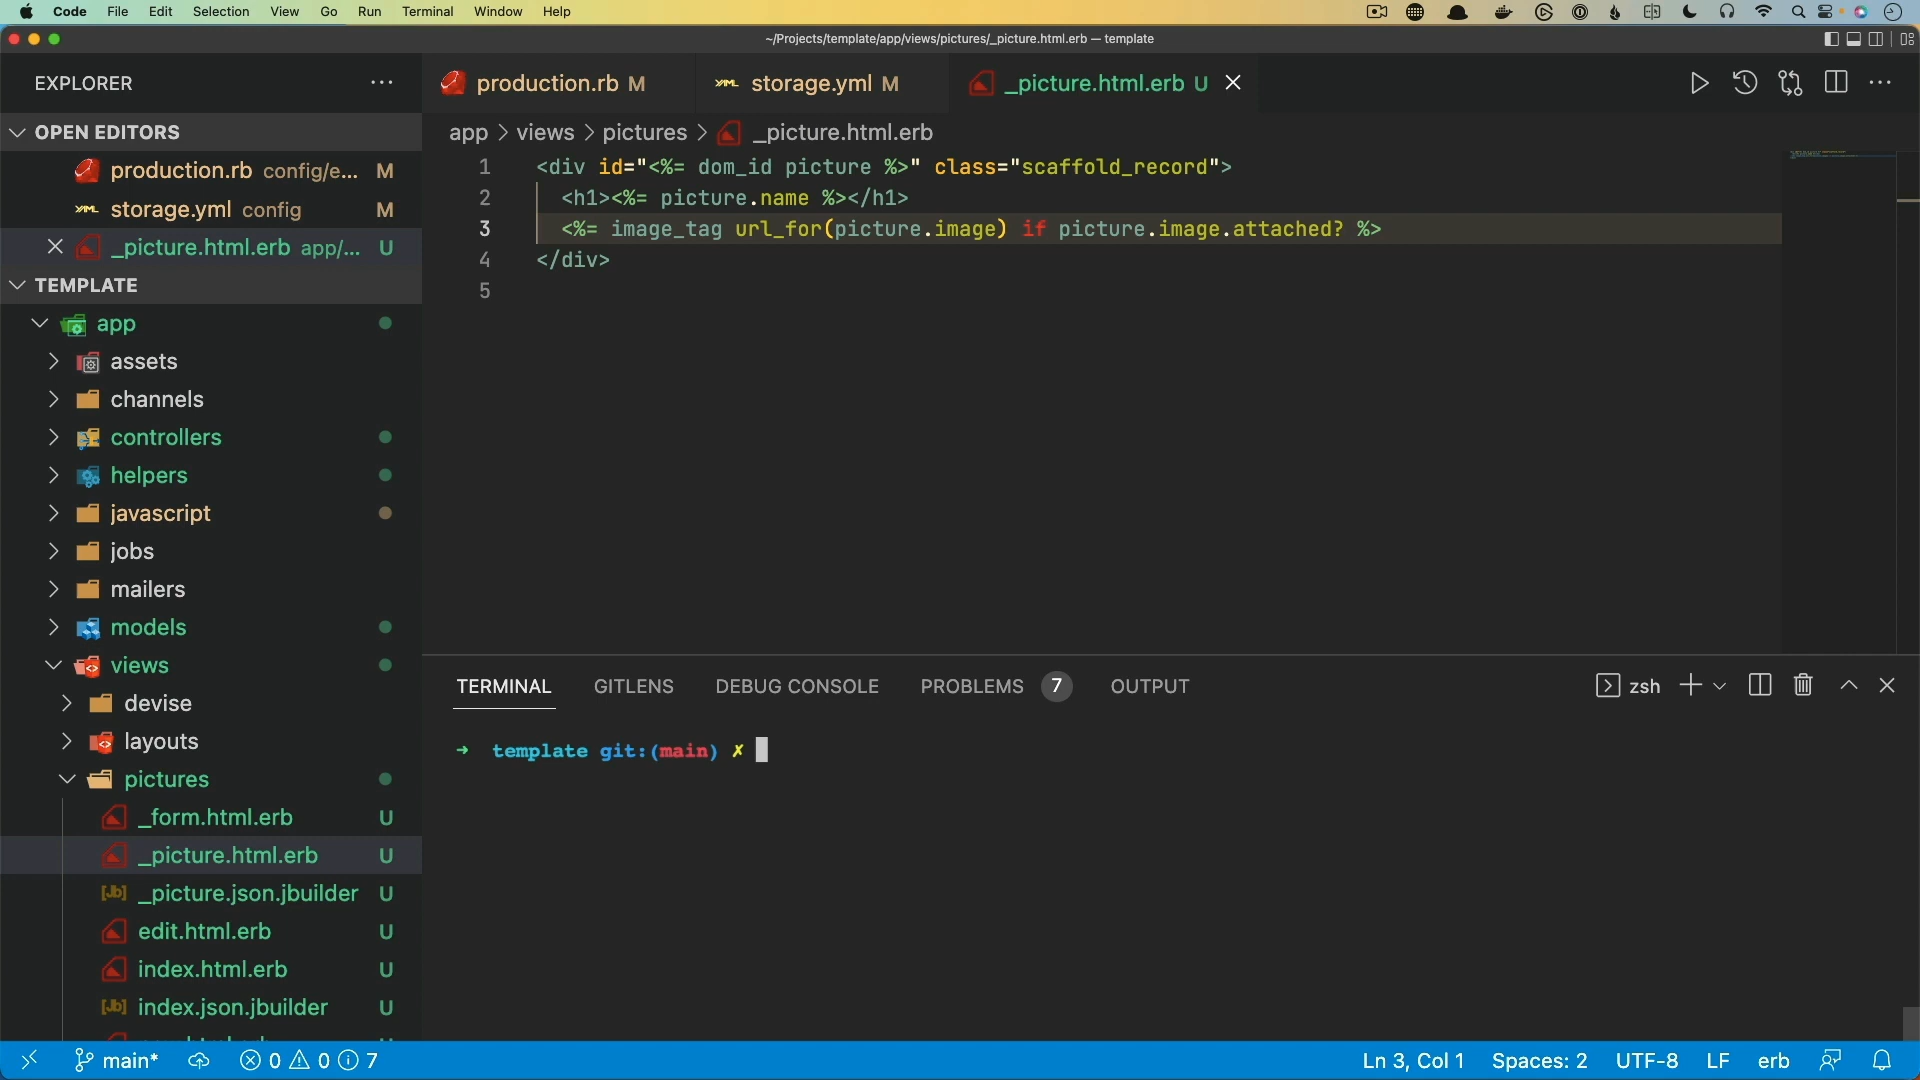 Code File Edit Selection View Go Run Terminal Window Help
~/Projects/template/app/views/pictures/_picture.html.erb — template
EXPLORER
OPEN EDITORS
production.rb config/e... M
storage.yml config M
_picture.html.erb app/... U
TEMPLATE
app
assets
channels
controllers
helpers
javascript
jobs
mailers
models
views
devise
layouts
pictures
_form.html.erb U
_picture.html.erb U
_picture.json.jbuilder U
edit.html.erb U
index.html.erb U
index.json.jbuilder U
production.rb M
storage.yml M
_picture.html.erb U
app > views > pictures > _picture.html.erb
1 <div id="<%= dom_id picture %>" class="scaffold_record">
2 <h1><%= picture.name %></h1>
3 <%= image_tag url_for(picture.image) if picture.image.attached? %>
4 </div>
5
TERMINAL GITLENS DEBUG CONSOLE PROBLEMS 7 OUTPUT
zsh
→ template git:(main) ✗
main* 0 0 7
Ln 3, Col 1 Spaces: 2 UTF-8 LF erb